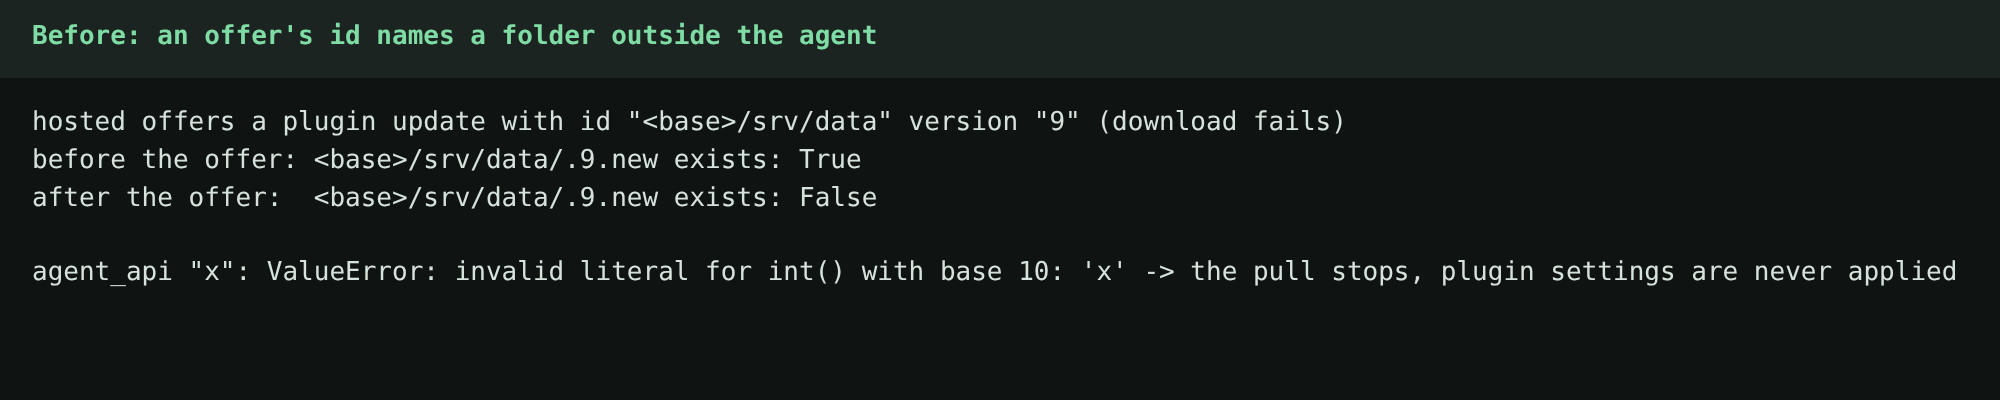 Before: an offer's id names a folder outside the agent
hosted offers a plugin update with id "<base>/srv/data" version "9" (download fails)
before the offer: <base>/srv/data/.9.new exists: True
after the offer:  <base>/srv/data/.9.new exists: False
agent_api "x": ValueError: invalid literal for int() with base 10: 'x' -> the pull stops, plugin settings are never applied